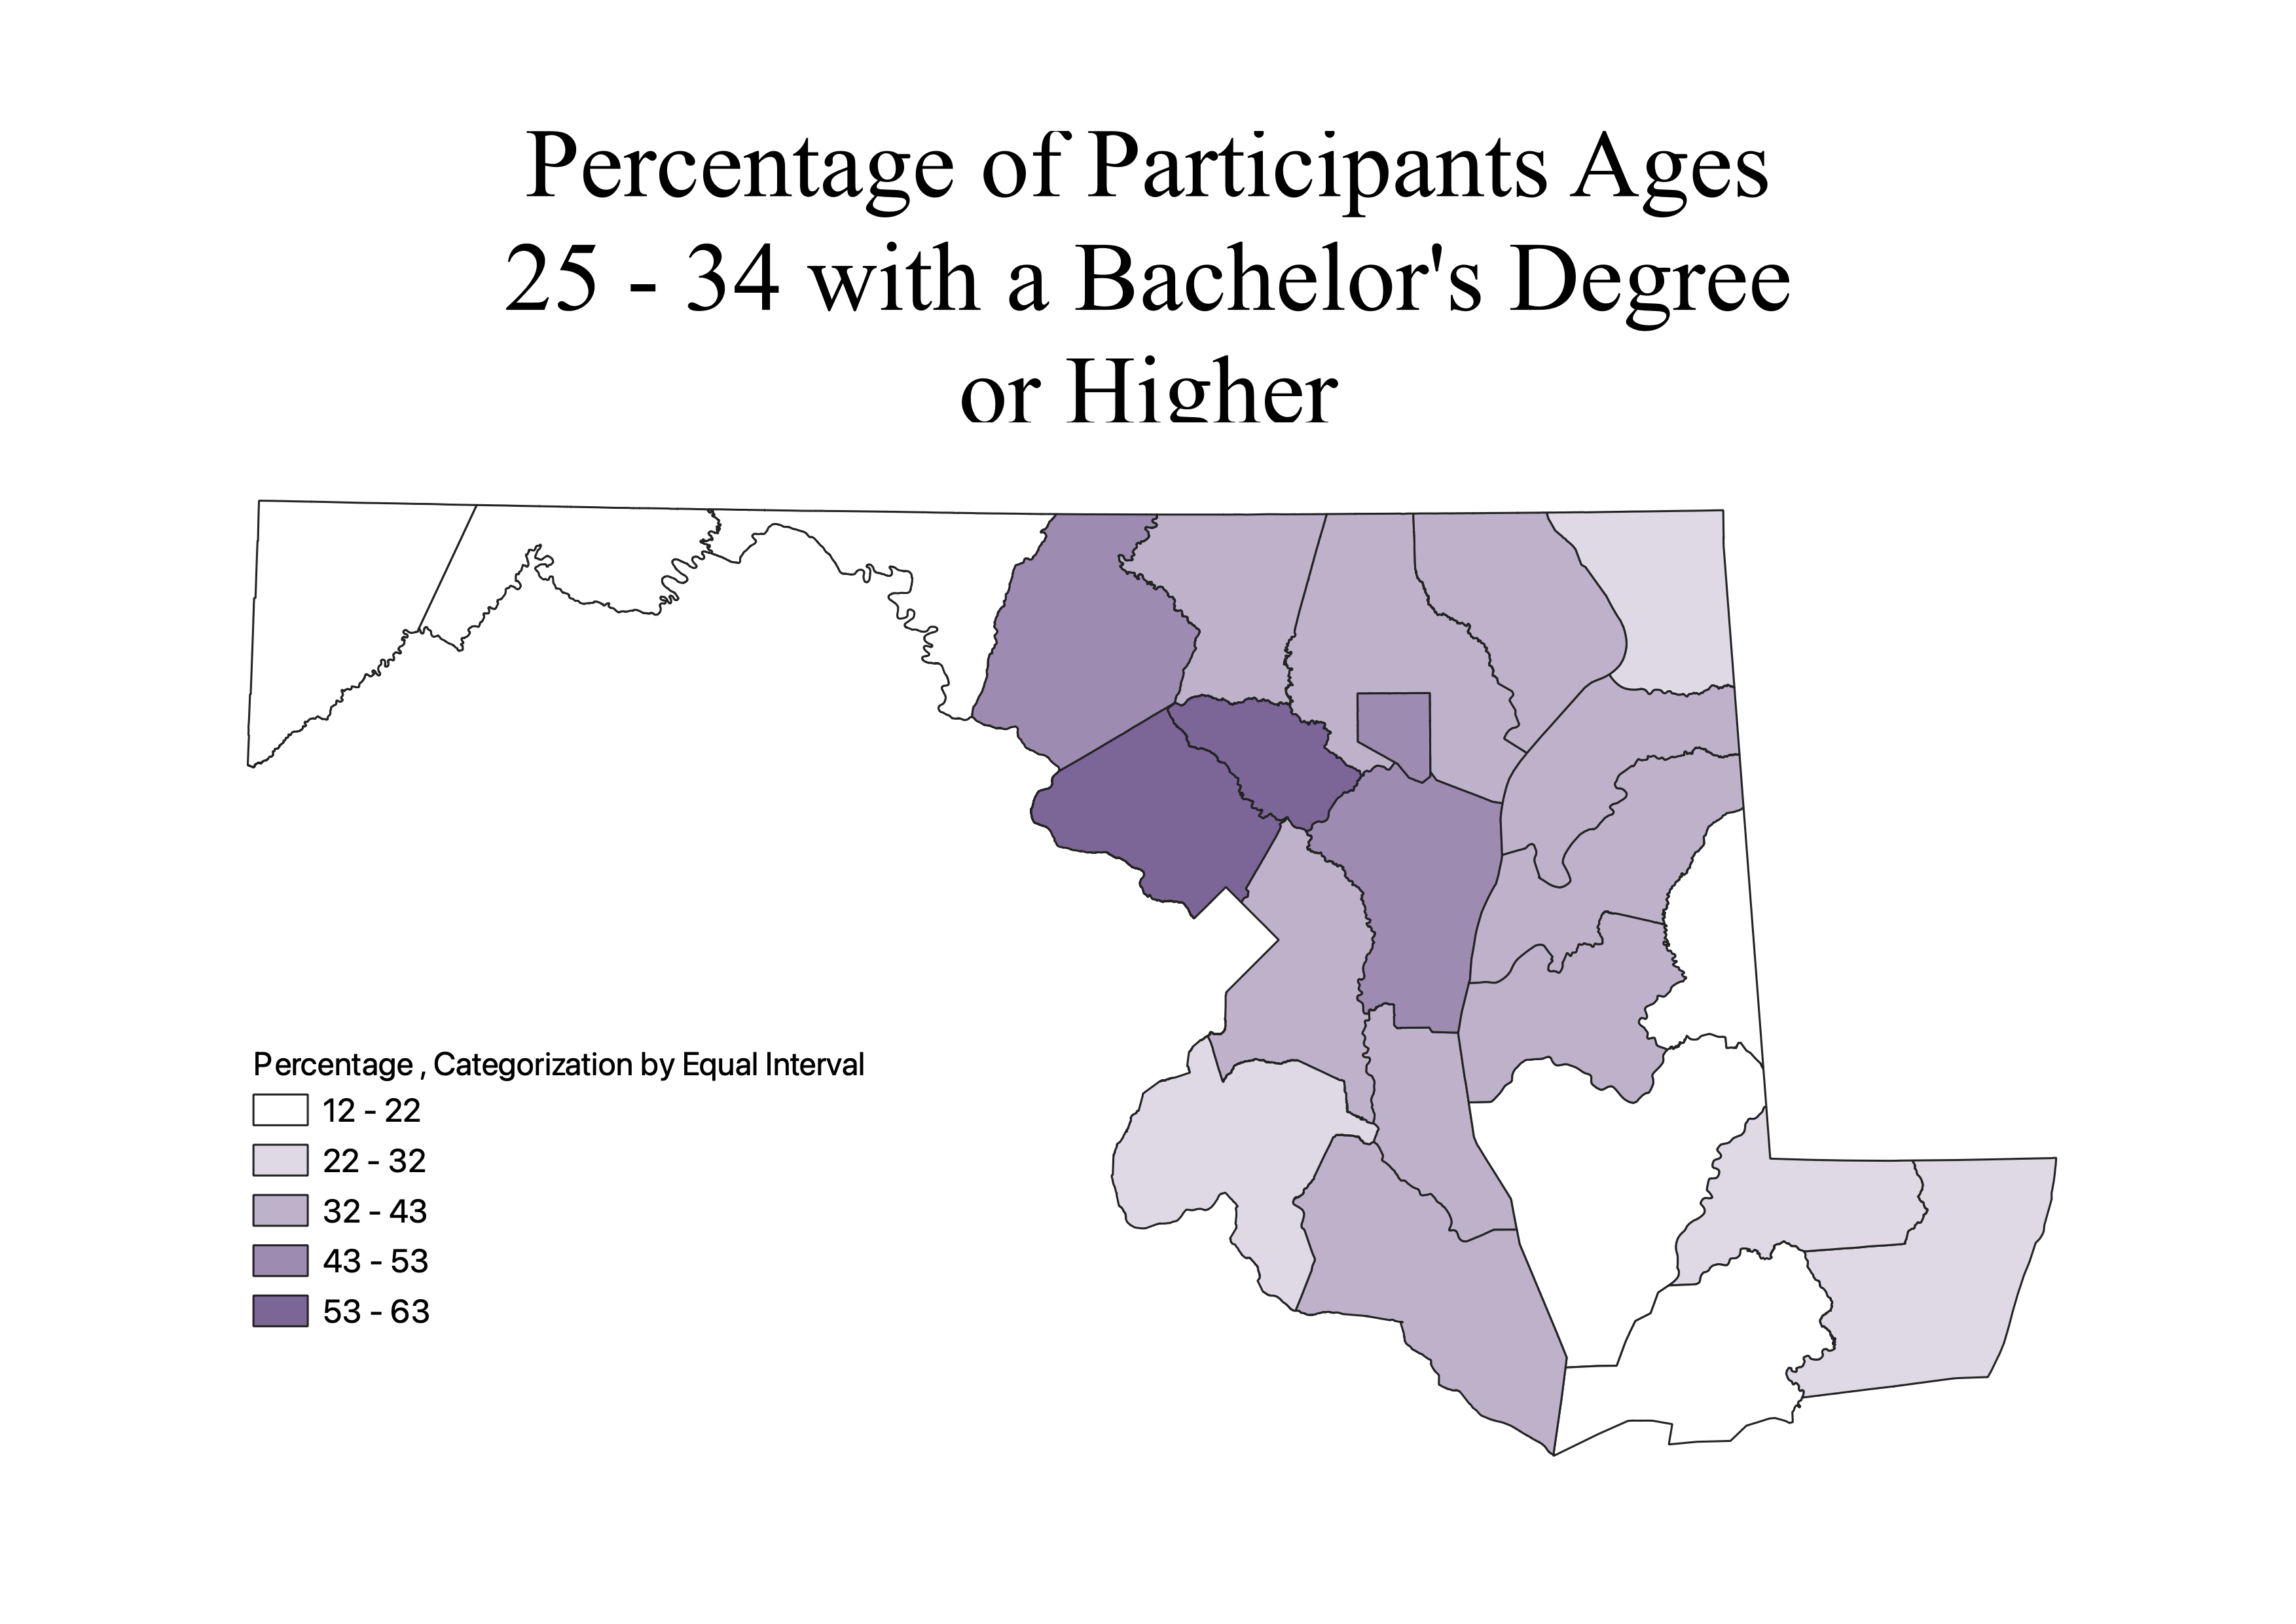 Percentage of Participants Ages
25 - 34 with a Bachelor's Degree
or Higher
Percentage , Categorization by Equal Interval
12 - 22
22 - 32
32 - 43
43 - 53
53 - 63